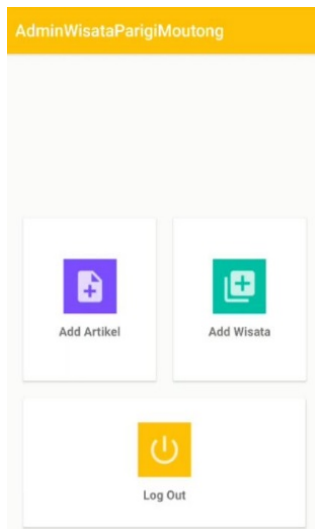 AdminWisataParigiMoutong
Add Artikel
Add Wisata
Log Out